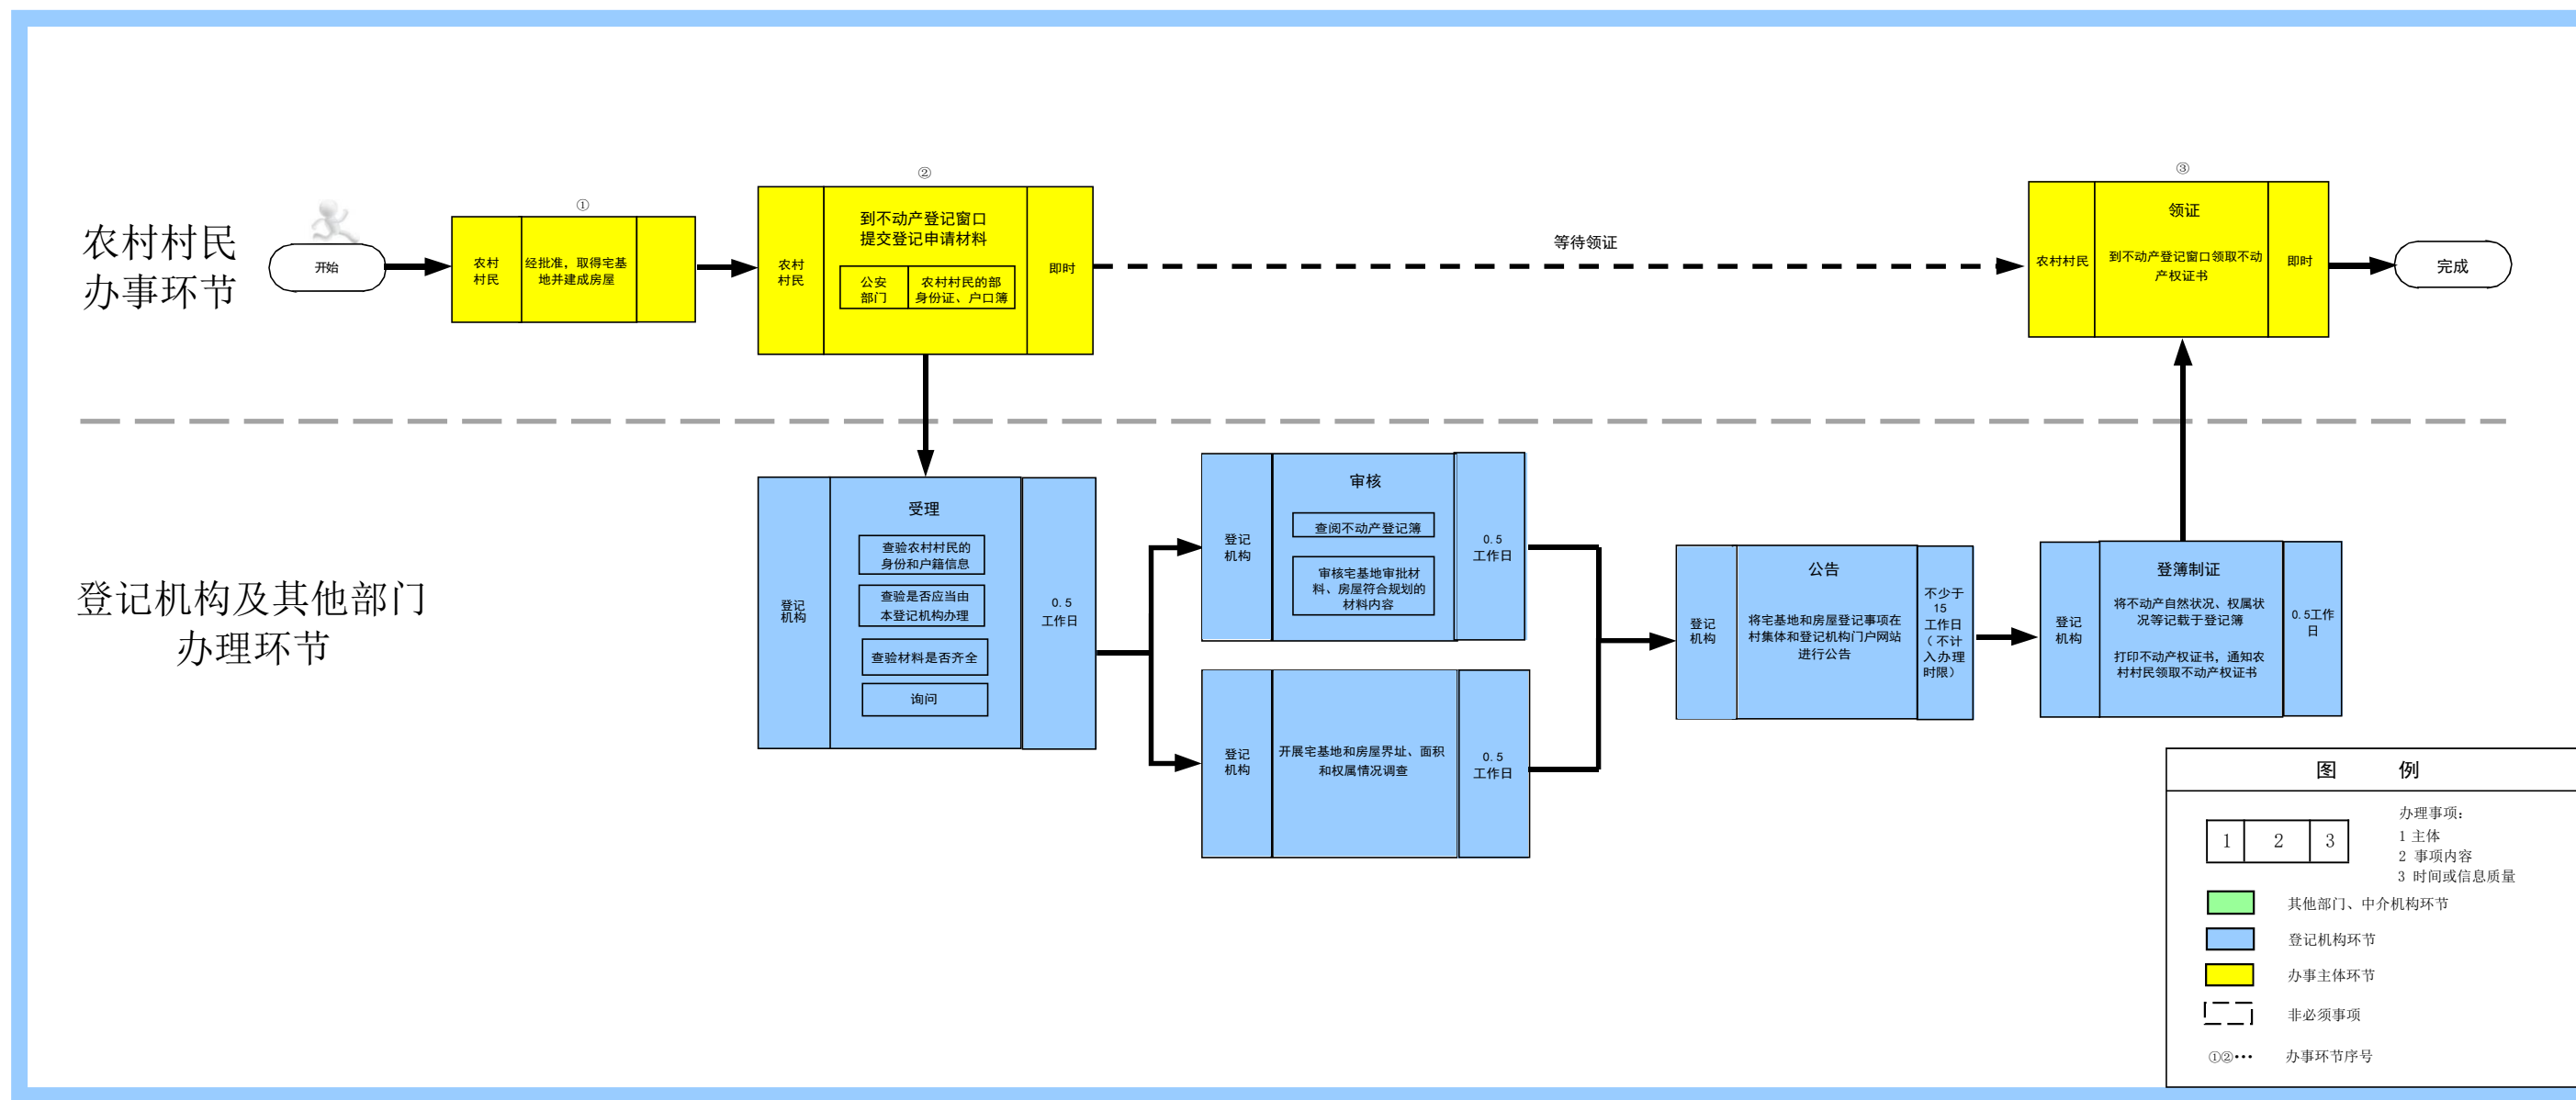 农村村民
办事环节
开始
①
农村
村民
经批准，取得宅基
地并建成房屋
②
农村
村民
到不动产登记窗口
提交登记申请材料
公安
部门
农村村民的部
身份证、户口簿
即时
等待领证
③
农村村民
领证
到不动产登记窗口领取不动
产权证书
即时
完成
登记机构及其他部门
办理环节
登记
机构
受理
查验农村村民的
身份和户籍信息
查验是否应当由
本登记机构办理
查验材料是否齐全
询问
0.5
工作日
登记
机构
审核
查阅不动产登记簿
审核宅基地审批材
料、房屋符合规划的
材料内容
0.5
工作日
登记
机构
开展宅基地和房屋界址、面积
和权属情况调查
0.5
工作日
登记
机构
公告
将宅基地和房屋登记事项在
村集体和登记机构门户网站
进行公告
不少于
15
工作日
（不计
入办理
时限）
登记
机构
登簿制证
将不动产自然状况、权属状
况等记载于登记簿
打印不动产权证书，通知农
村村民领取不动产权证书
0.5工作
日
图 例
1 2 3
办理事项：
1 主体
2 事项内容
3 时间或信息质量
其他部门、中介机构环节
登记机构环节
办事主体环节
非必须事项
①②··· 办事环节序号